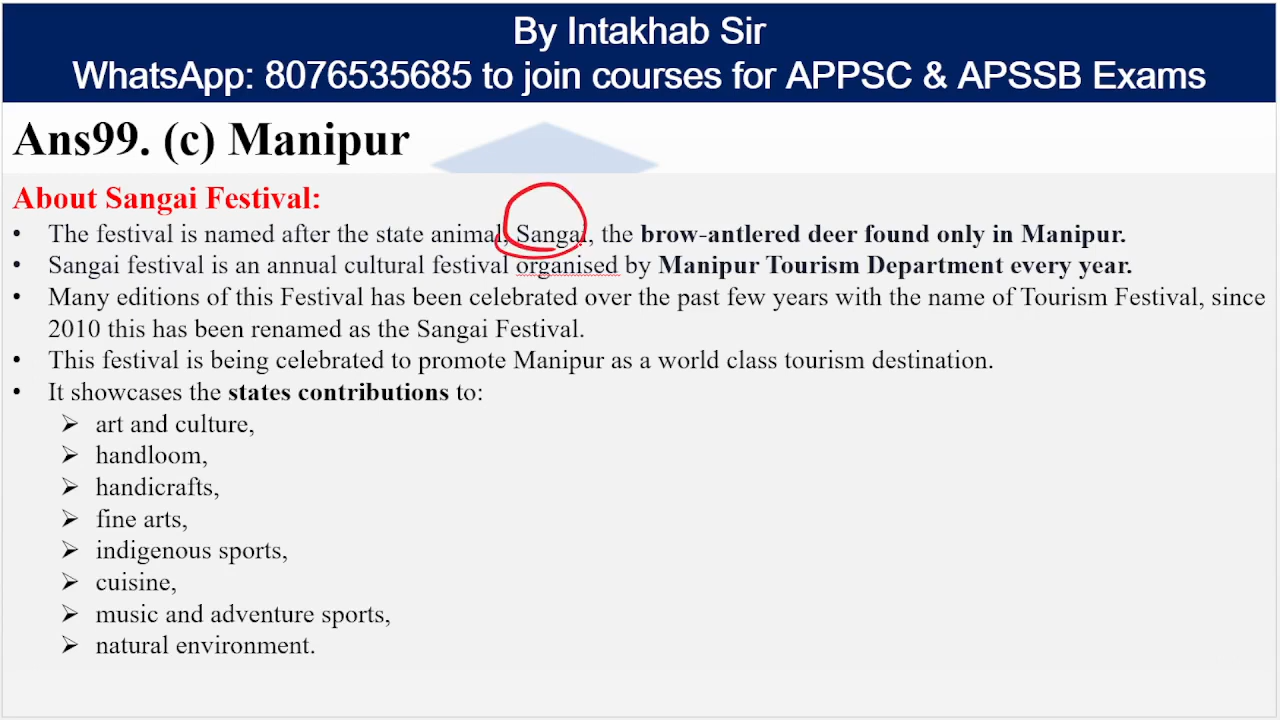 By Intakhab Sir
WhatsApp: 8076535685 to join courses for APPSC & APSSB Exams
Ans99. (c) Manipur
About Sangai Festival:
• The festival is named after the state animal, Sangai, the brow-antlered deer found only in Manipur.
• Sangai festival is an annual cultural festival organised by Manipur Tourism Department every year.
• Many editions of this Festival has been celebrated over the past few years with the name of Tourism Festival, since
2010 this has been renamed as the Sangai Festival.
• This festival is being celebrated to promote Manipur as a world class tourism destination.
• It showcases the states contributions to:
➢ art and culture,
➢ handloom,
➢ handicrafts,
➢ fine arts,
➢ indigenous sports,
➢ cuisine,
➢ music and adventure sports,
➢ natural environment.